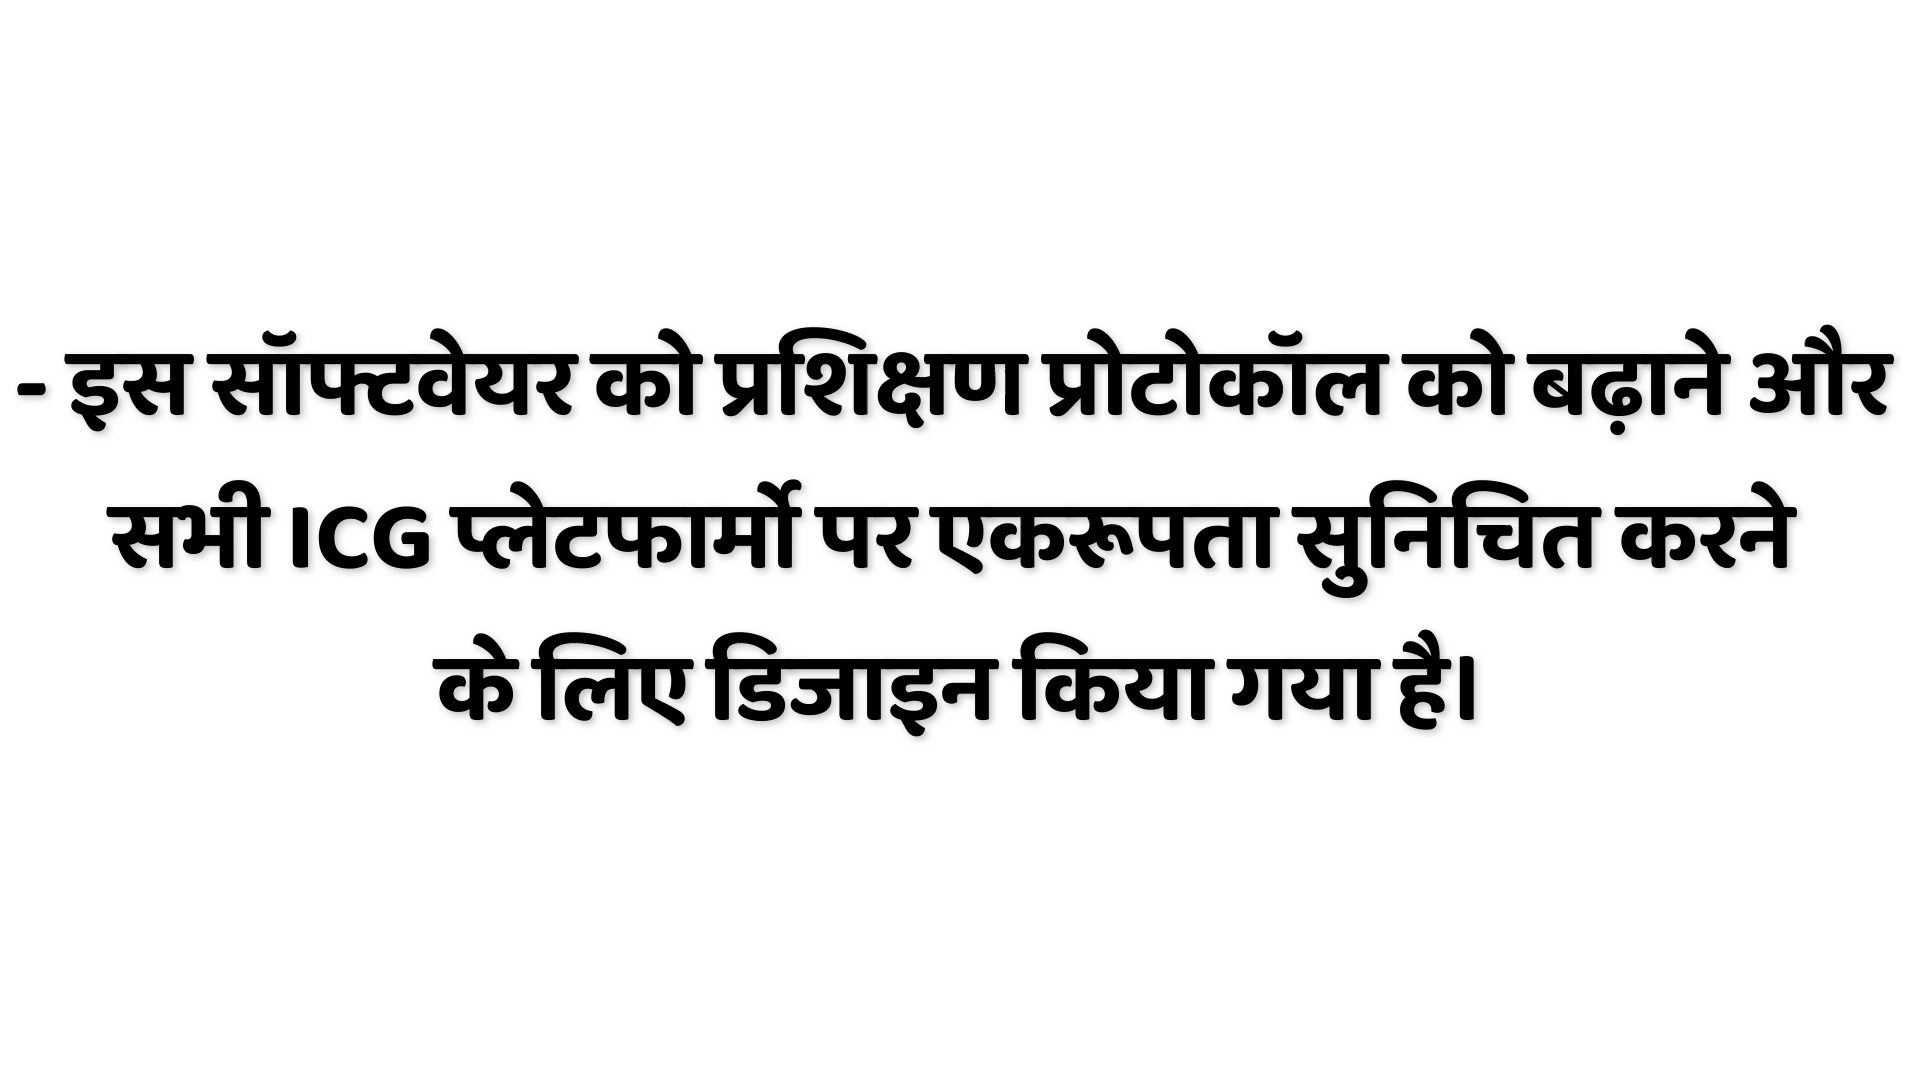 - इस सॉफ्टवेयर को प्रशिक्षण प्रोटोकॉल को बढ़ाने और
सभी ICG प्लेटफार्मो पर एकरूपता सुनिचित करने
के लिए डिजाइन किया गया है।